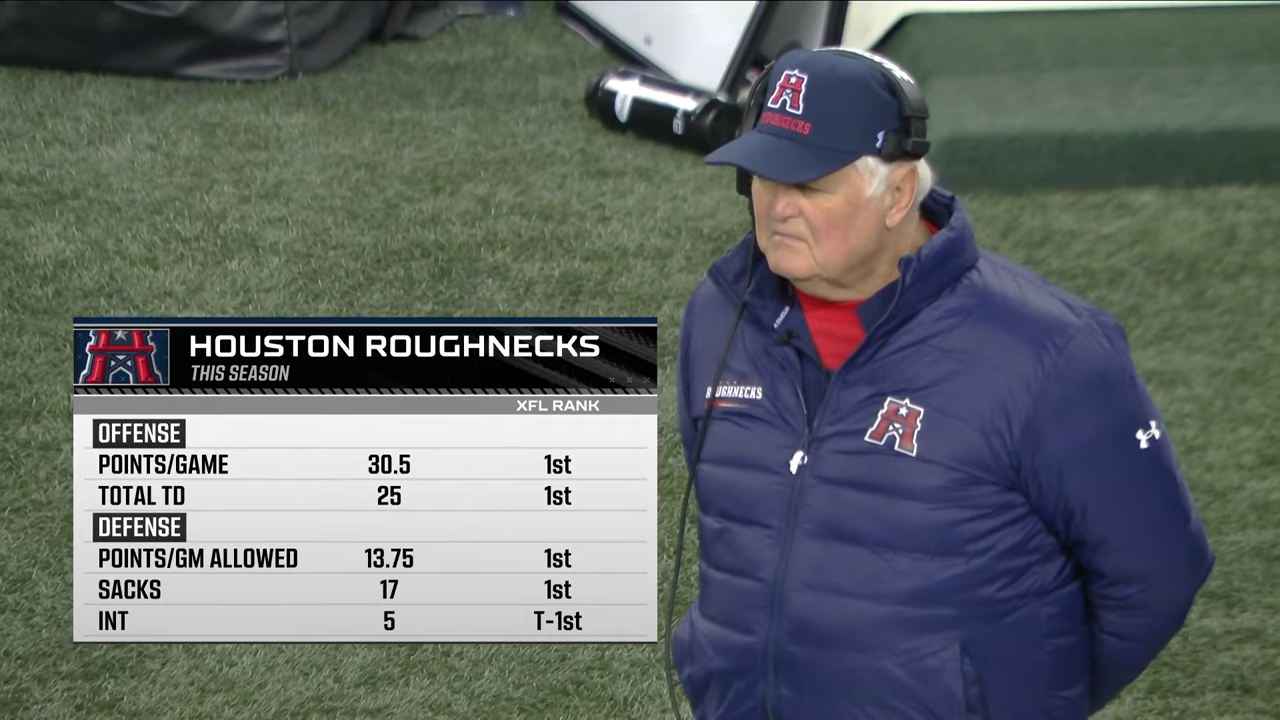 ROUGHNECKS
HOUSTON ROUGHNECKS
THIS SEASON
XFL RANK
OFFENSE
POINTS/GAME 30.5 1st
TOTAL TD 25 1st
DEFENSE
POINTS/GM ALLOWED 13.75 1st
SACKS 17 1st
INT 5 T-1st
ROUGHNECKS